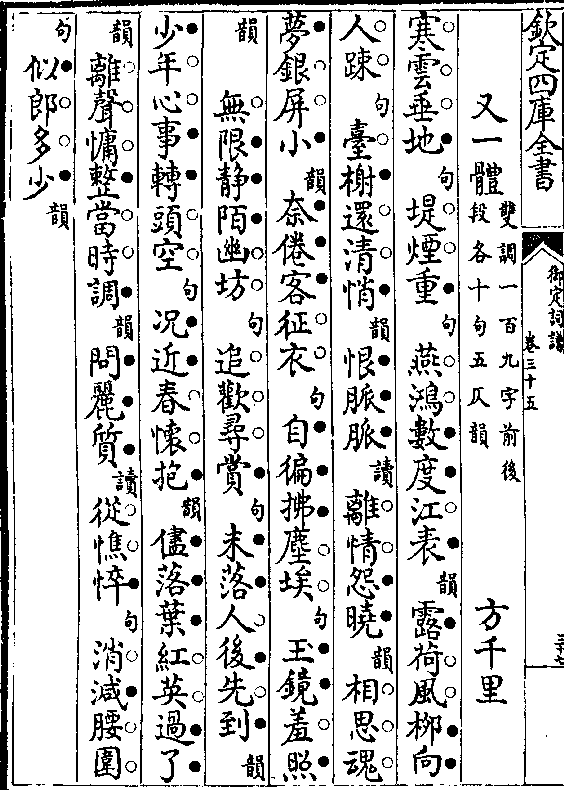 欽定四庫全書
御定詞譜
卷三十五
又一體 雙調一百九字前後段各十句五仄韻 方千里
寒雲垂地句 堤煙重句 燕鴻數度江表韻 露荷風柳向
人踈句 臺榭還清悄韻 恨脈脈讀 離情怨曉韻 相思魂
夢銀屏小韻 奈倦客征衣句 自徧拂塵埃句 玉鏡羞照
韻 無限静陌幽坊句 追歡尋賞句 未落人後先到韻
少年心事轉頭空句 况近春懷抱韻 儘落葉紅英過了
韻 離聲慵整當時調韻 問麗質讀 從憔悴句 消減腰圍
句 似郎多少韻